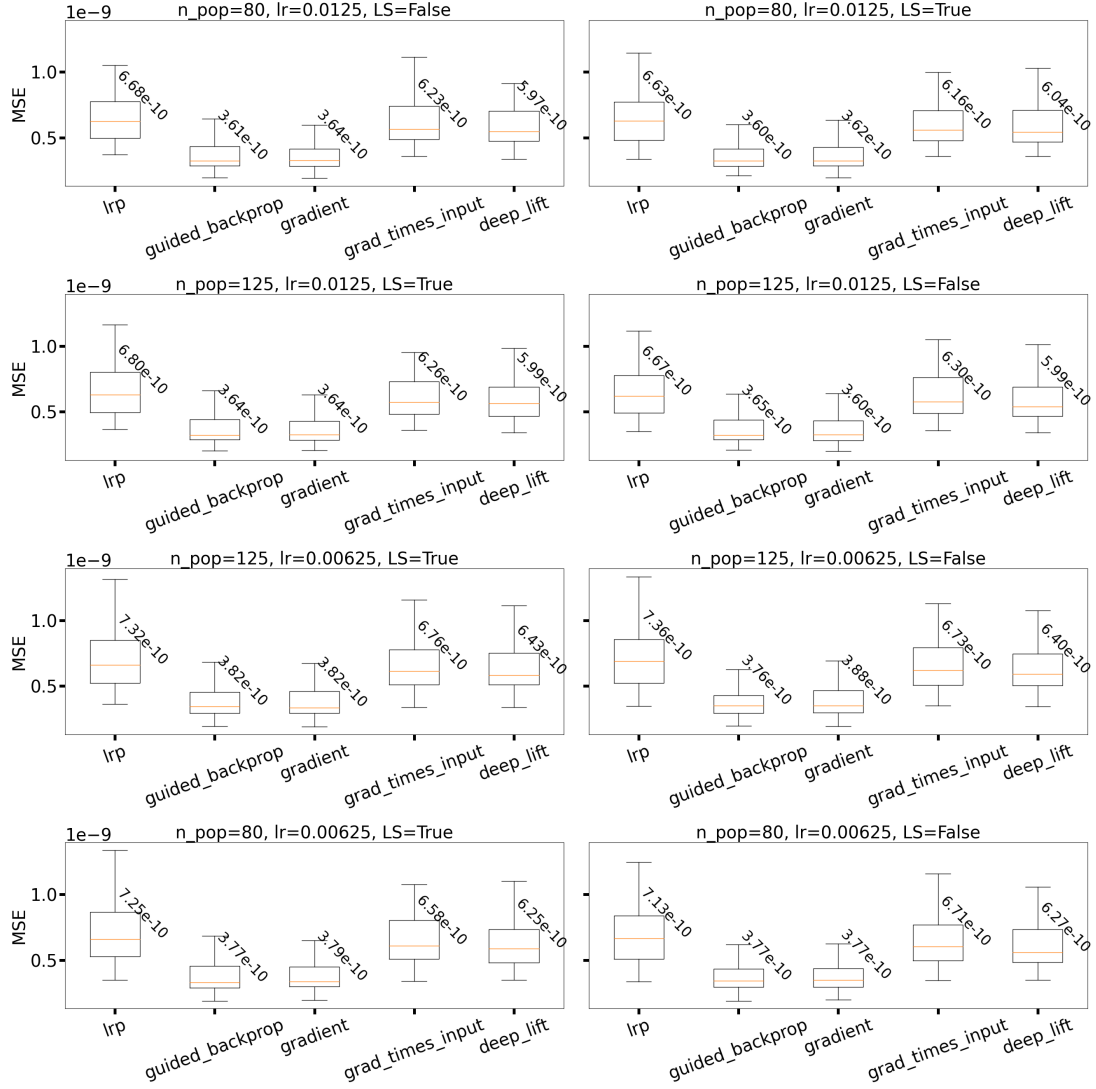 1e−9
n_pop=80, lr=0.0125, LS=False
MSE
1.0
0.5
6.68e-10
3.61e-10
3.64e-10
6.23e-10
5.97e-10
lrp
guided_backprop
gradient
grad_times_input
deep_lift
n_pop=80, lr=0.0125, LS=True
6.63e-10
3.60e-10
3.62e-10
6.16e-10
6.04e-10
lrp
guided_backprop
gradient
grad_times_input
deep_lift
1e−9
n_pop=125, lr=0.0125, LS=True
MSE
1.0
0.5
6.80e-10
3.64e-10
3.64e-10
6.26e-10
5.99e-10
lrp
guided_backprop
gradient
grad_times_input
deep_lift
n_pop=125, lr=0.0125, LS=False
6.67e-10
3.65e-10
3.60e-10
6.30e-10
5.99e-10
lrp
guided_backprop
gradient
grad_times_input
deep_lift
1e−9
n_pop=125, lr=0.00625, LS=True
MSE
1.0
0.5
7.32e-10
3.82e-10
3.82e-10
6.76e-10
6.43e-10
lrp
guided_backprop
gradient
grad_times_input
deep_lift
n_pop=125, lr=0.00625, LS=False
7.36e-10
3.76e-10
3.88e-10
6.73e-10
6.40e-10
lrp
guided_backprop
gradient
grad_times_input
deep_lift
1e−9
n_pop=80, lr=0.00625, LS=True
MSE
1.0
0.5
7.25e-10
3.77e-10
3.79e-10
6.58e-10
6.25e-10
lrp
guided_backprop
gradient
grad_times_input
deep_lift
n_pop=80, lr=0.00625, LS=False
7.13e-10
3.77e-10
3.77e-10
6.71e-10
6.27e-10
lrp
guided_backprop
gradient
grad_times_input
deep_lift